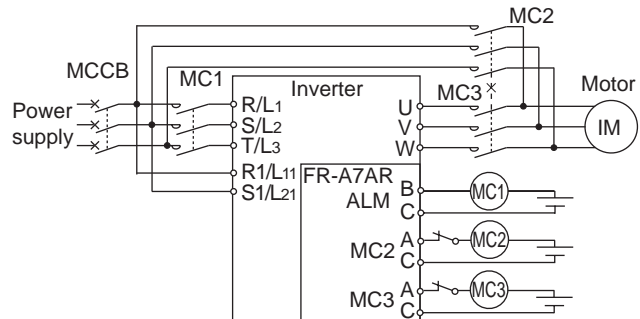 MC2
MCCB
MC1
Inverter
MC3
Motor
Power
supply
R/L1
S/L2
T/L3
U
V
W
IM
R1/L11
S1/L21
FR-A7AR
ALM
B
C
MC1
MC2
A
C
MC2
MC3
A
C
MC3